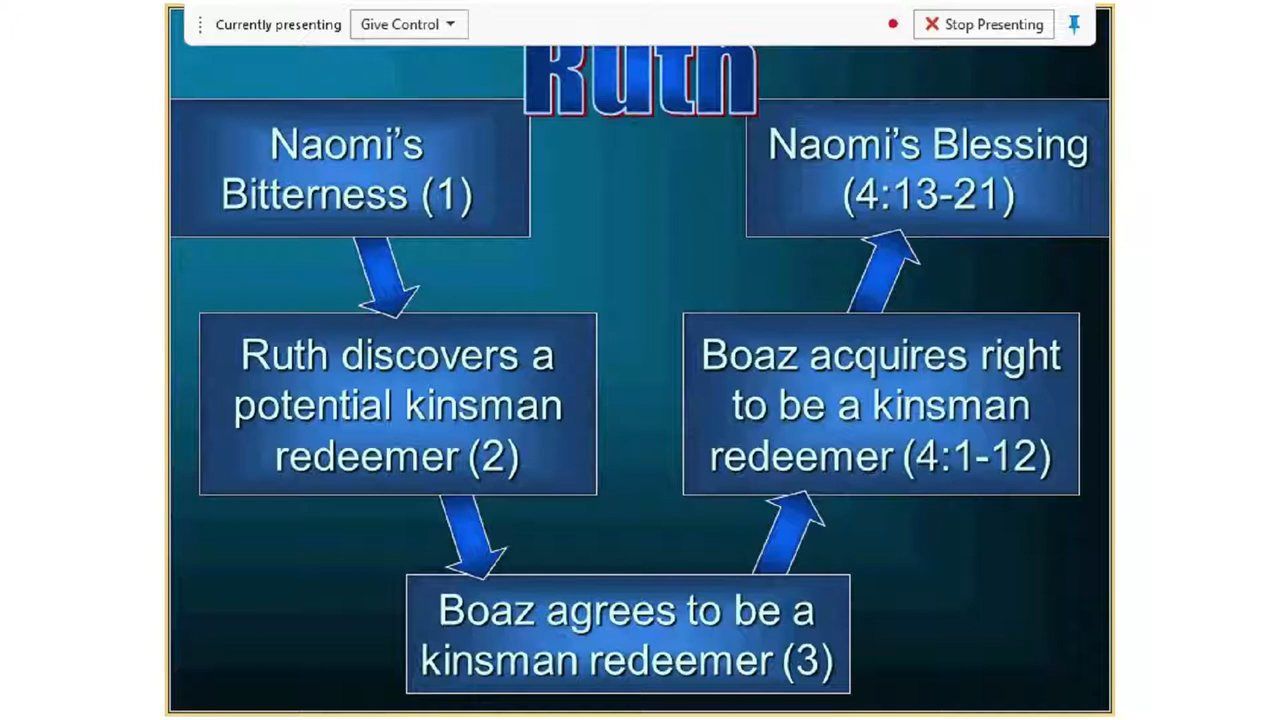 Currently presenting
Give Control
Stop Presenting
Ruth
Naomi's
Bitterness (1)
Ruth discovers a
potential kinsman
redeemer (2)
Boaz agrees to be a
kinsman redeemer (3)
Boaz acquires right
to be a kinsman
redeemer (4:1-12)
Naomi's Blessing
(4:13-21)